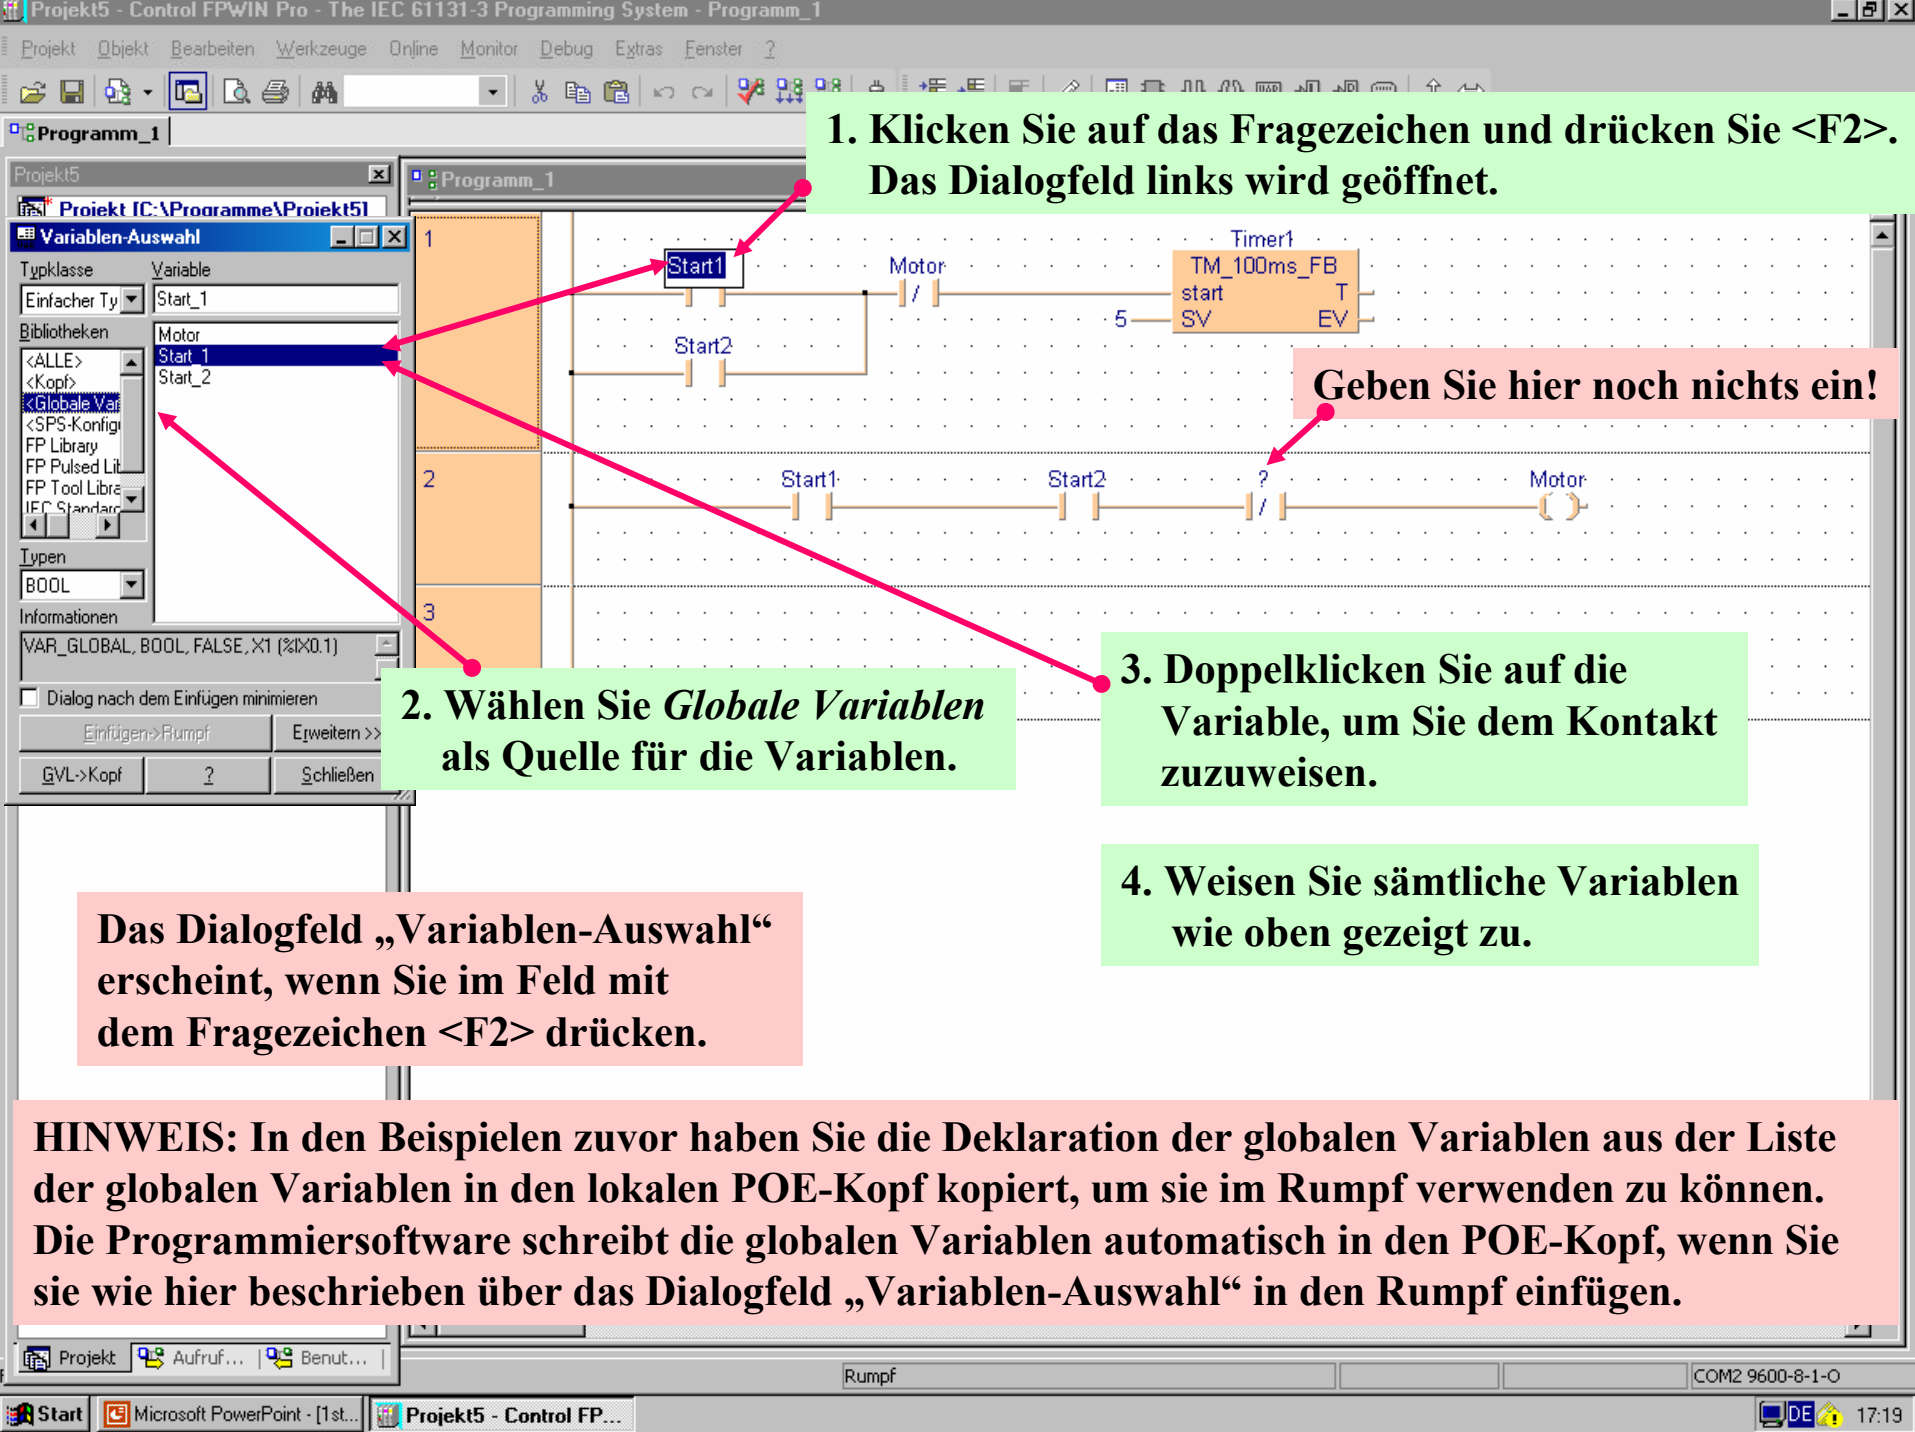 Projekt5 - Control FPWIN Pro - The IEC 61131-3 Programming System - Programm_1
Projekt Objekt Bearbeiten Werkzeuge Online Monitor Debug Extras Fenster ?
Programm_1
1. Klicken Sie auf das Fragezeichen und drücken Sie <F2>.
Das Dialogfeld links wird geöffnet.
Projekt5
Programm_1
Projekt [C:\Programme\Projekt5]
Variablen-Auswahl
Typklasse Variable
Einfacher Ty Start_1
Bibliotheken
<ALLE>
<Kopf>
<Globale Var
<SPS-Konfigu
FP Library
FP Pulsed Lib
FP Tool Libra
IEC Standard
Motor
Start_1
Start_2
Typen
BOOL
Informationen
VAR_GLOBAL, BOOL, FALSE, X1 (%IX0.1)
Dialog nach dem Einfügen minimieren
Einfügen->Rumpf Erweitern >>
GVL->Kopf ? Schließen
1
Start1 Motor
Timer1
TM_100ms_FB
start T
5 SV EV
Start2
Geben Sie hier noch nichts ein!
2
Start1 Start2 ? Motor
3
2. Wählen Sie Globale Variablen
als Quelle für die Variablen.
3. Doppelklicken Sie auf die
Variable, um Sie dem Kontakt
zuzuweisen.
4. Weisen Sie sämtliche Variablen
wie oben gezeigt zu.
Das Dialogfeld „Variablen-Auswahl“
erscheint, wenn Sie im Feld mit
dem Fragezeichen <F2> drücken.
HINWEIS: In den Beispielen zuvor haben Sie die Deklaration der globalen Variablen aus der Liste
der globalen Variablen in den lokalen POE-Kopf kopiert, um sie im Rumpf verwenden zu können.
Die Programmiersoftware schreibt die globalen Variablen automatisch in den POE-Kopf, wenn Sie
sie wie hier beschrieben über das Dialogfeld „Variablen-Auswahl“ in den Rumpf einfügen.
Projekt Aufruf... Benut...
Rumpf COM2 9600-8-1-O
Start Microsoft PowerPoint - [1st... Projekt5 - Control FP... DE 17:19